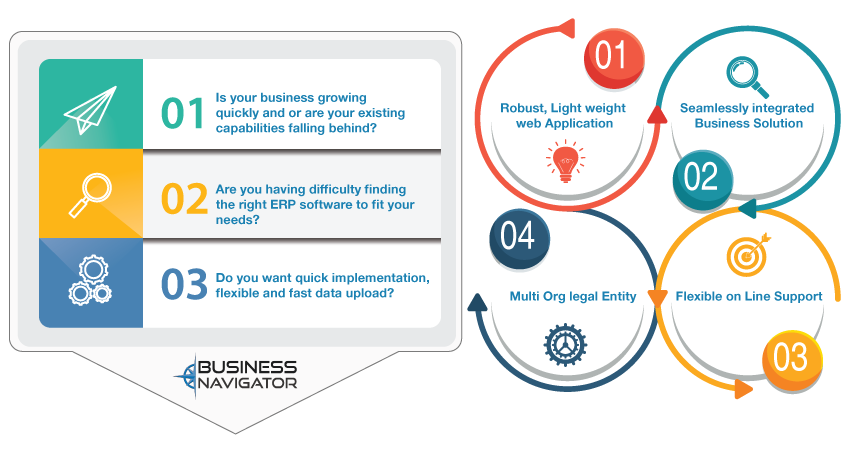 01
Is your business growing
quickly and or are your existing
capabilities falling behind?
02
Are you having difficulty finding
the right ERP software to fit your
needs?
03
Do you want quick implementation,
flexible and fast data upload?
BUSINESS
NAVIGATOR
01
Robust, Light weight
web Application
02
Seamlessly integrated
Business Solution
03
Flexible on Line Support
04
Multi Org legal Entity